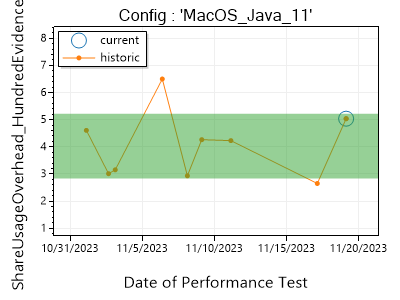 Config : 'MacOS_Java_11'
ShareUsageOverhead_HundredEvidence
current
historic
8
7
6
5
4
3
2
1
10/31/2023
11/5/2023
11/10/2023
11/15/2023
11/20/2023
Date of Performance Test